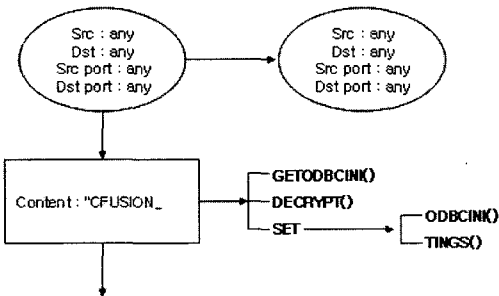 Src : any
Dst : any
Src port : any
Dst port : any
Src : any
Dst : any
Src port : any
Dst port : any
Content : "CFUSION_
GETODBCINI()
DECRYPT()
SET
ODBCINI()
TINGS()